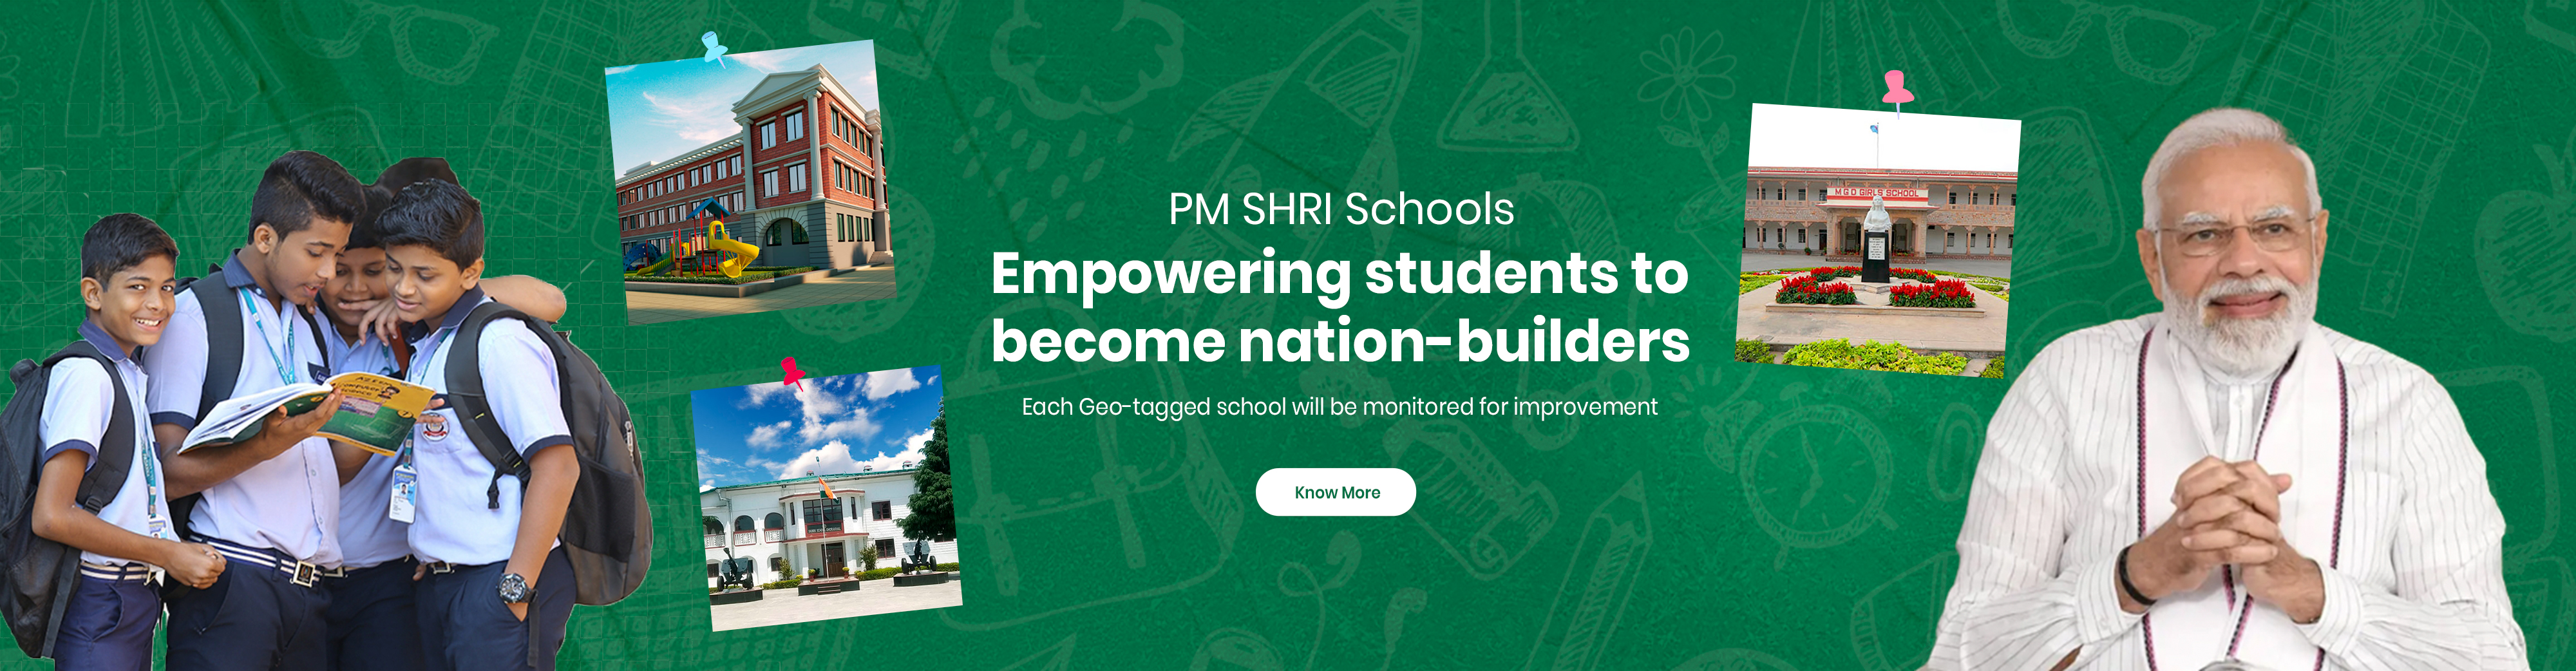 PM SHRI Schools
Empowering students to
become nation-builders
Each Geo-tagged school will be monitored for improvement
Know More
M G D GIRLS' SCHOOL